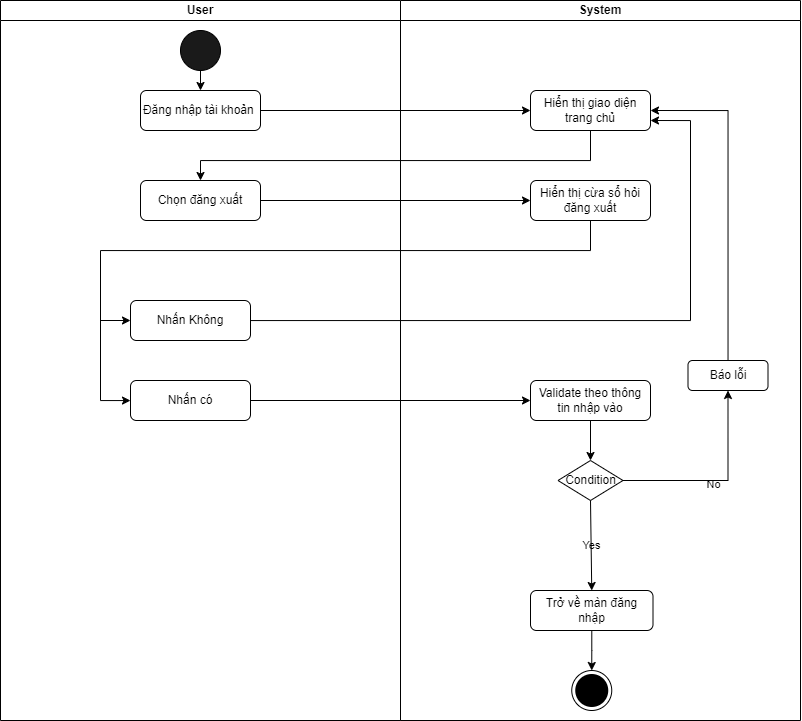 User
System
Đăng nhập tài khoản
Hiển thị giao diện
trang chủ
Chọn đăng xuất
Hiển thị cừa sổ hỏi
đăng xuất
Nhấn Không
Báo lỗi
Nhấn có
Validate theo thông
tin nhập vào
Condition
No
Yes
Trở về màn đăng
nhập